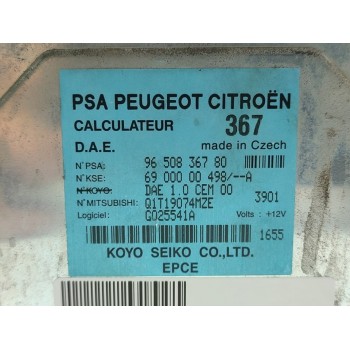 PSA PEUGEOT CITROËN
CALCULATEUR 367
D.A.E. made in Czech
N° PSA: 96 508 367 80
N° KSE: 69 000 00 498/--A
N° KOYO: DAE 1.0 CEM 00
N° MITSUBISHI: Q1T19074MZE 3901
Logiciel: G025541A Volts : +12V
1655
KOYO SEIKO CO.,LTD.
EPCE